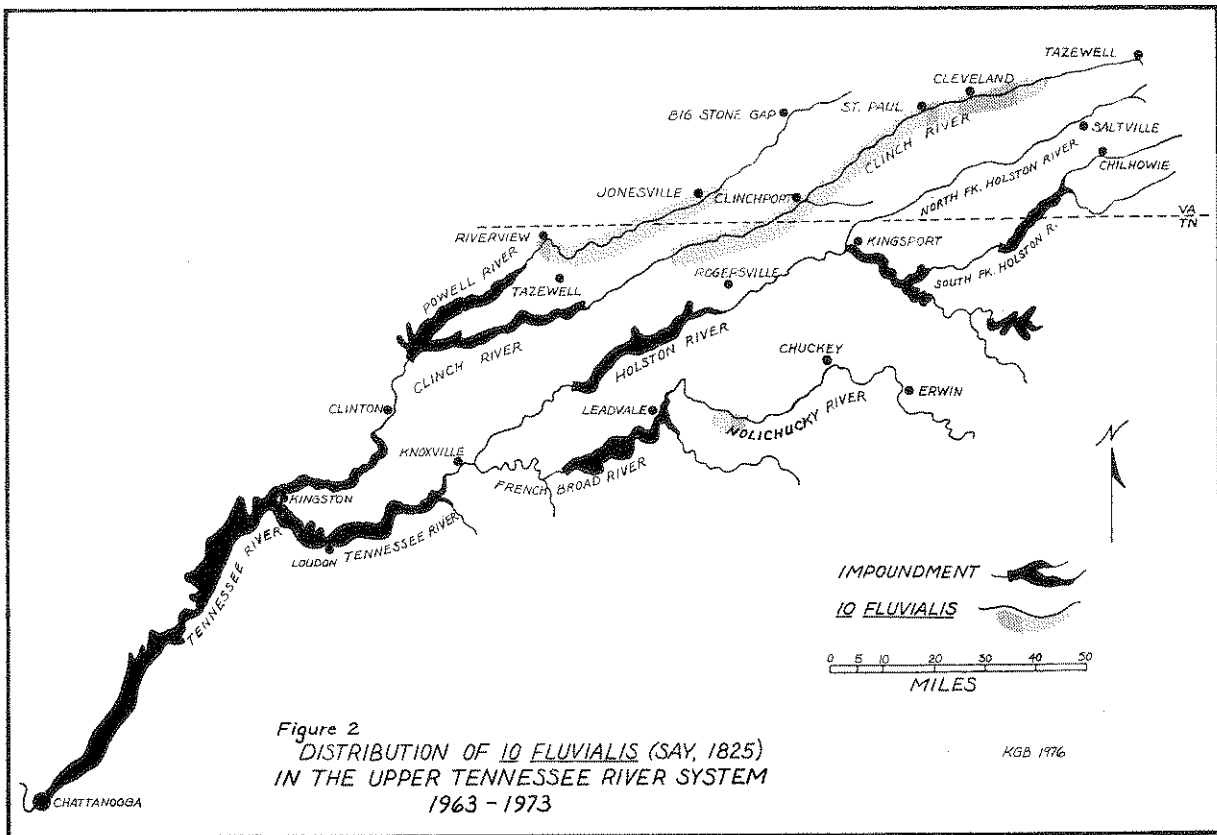 TAZEWELL
CLEVELAND
ST. PAUL
BIG STONE GAP
CLINCH RIVER
SALTVILLE
CHILHOWIE
NORTH FK. HOLSTON RIVER
JONESVILLE
CLINCHPORT
VA
TN
RIVERVIEW
KINGSPORT
SOUTH FK. HOLSTON R.
POWELL RIVER
TAZEWELL
ROGERSVILLE
CLINCH RIVER
HOLSTON RIVER
CHUCKEY
ERWIN
CLINTON
LEADVALE
NOLICHUCKY RIVER
N
KNOXVILLE
FRENCH BROAD RIVER
KINGSTON
TENNESSEE RIVER
LOUDON
TENNESSEE RIVER
IMPOUNDMENT
IO FLUVIALIS
0 5 10 20 30 40 50
MILES
Figure 2
DISTRIBUTION OF IO FLUVIALIS (SAY, 1825)
IN THE UPPER TENNESSEE RIVER SYSTEM
1963 - 1973
KGB 1976
CHATTANOOGA